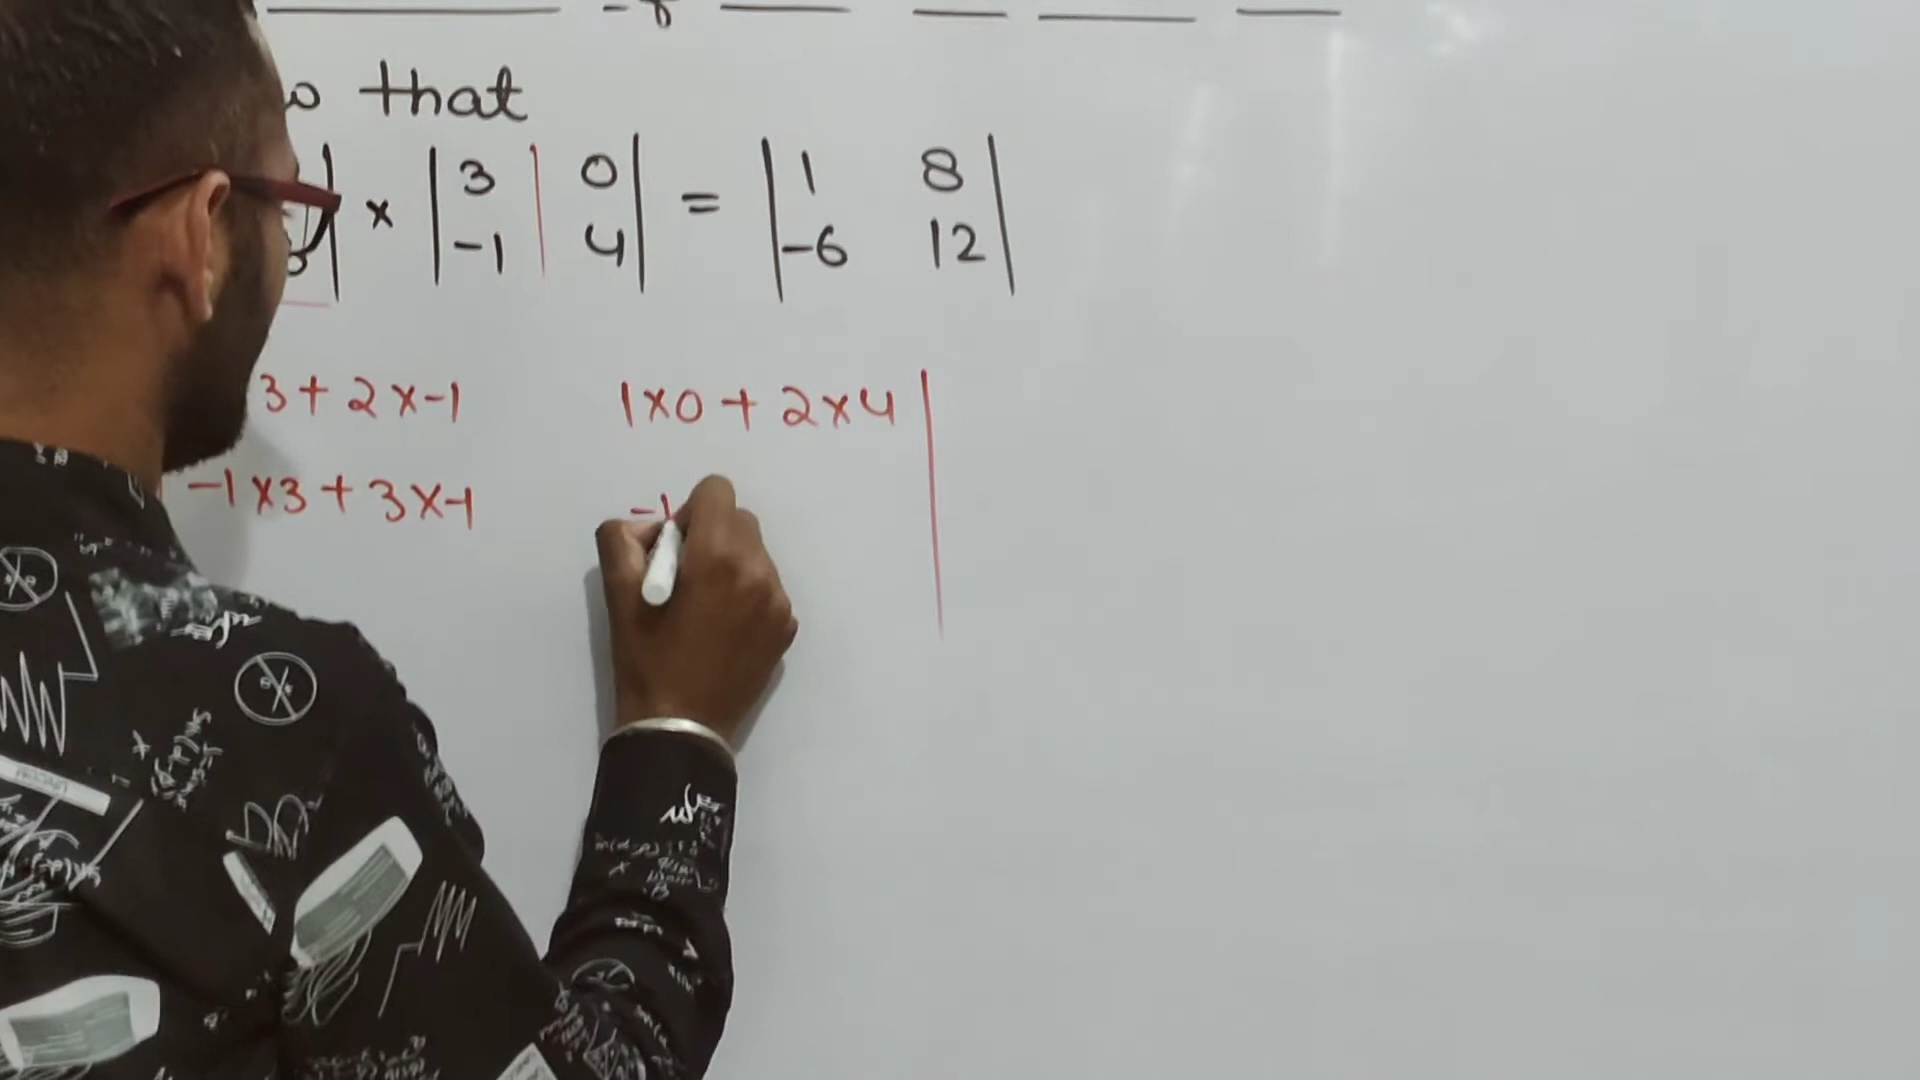 that
× | 3 | 0 | = | 1 8 |
-1 | 4 -6 12
3 + 2 x -1 1 x 0 + 2 x 4
-1 x 3 + 3 x -1 -1